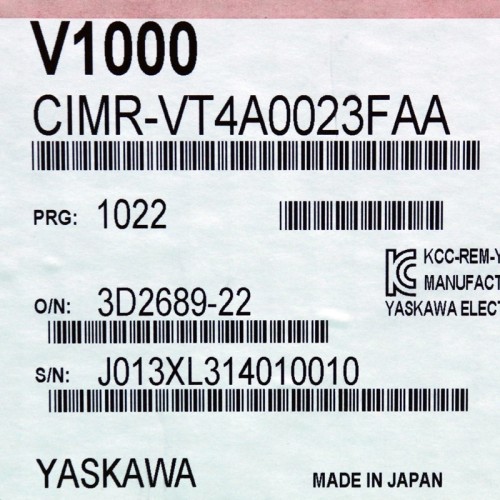 V1000
CIMR-VT4A0023FAA
PRG: 1022
KCC-REM-Y
MANUFACT
O/N: 3D2689-22
YASKAWA ELECT
S/N: J013XL314010010
YASKAWA
MADE IN JAPAN